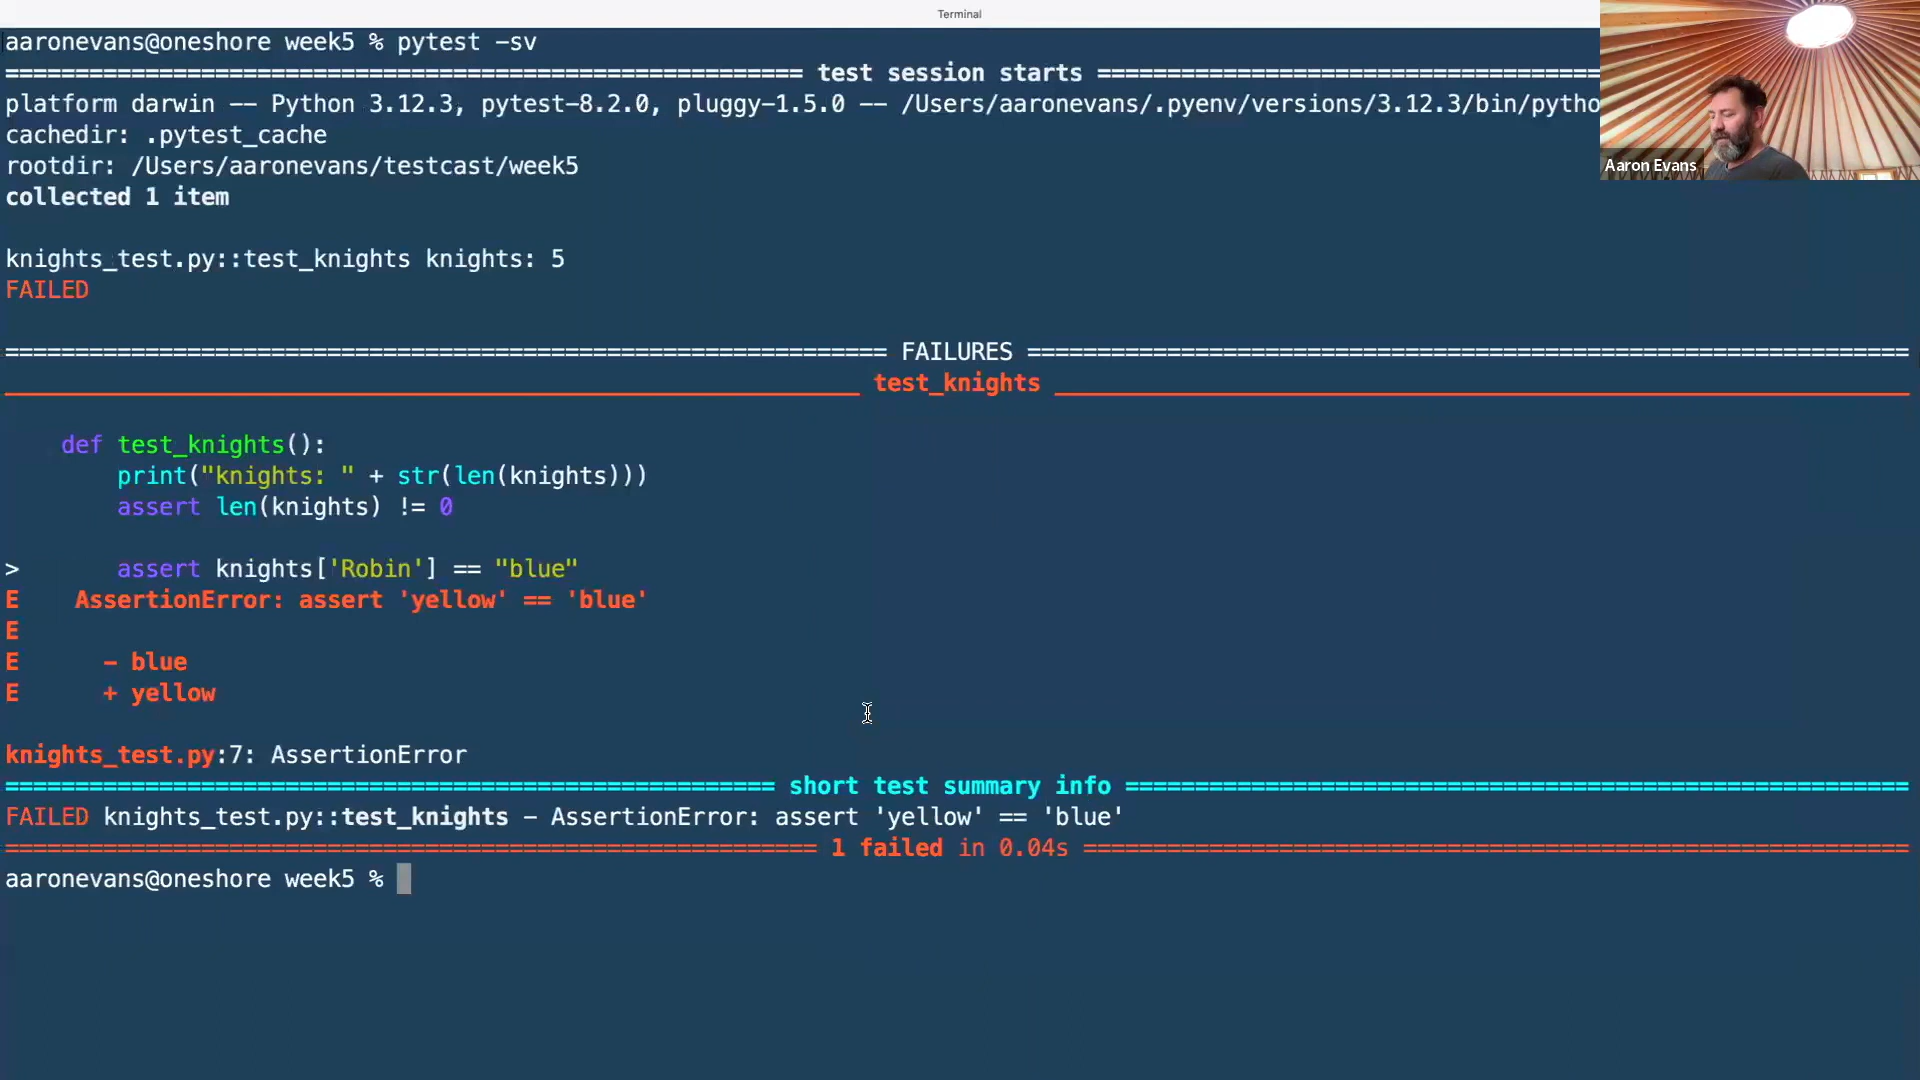 Terminal
aaronevans@oneshore week5 % pytest -sv
============================ test session starts ============================
platform darwin -- Python 3.12.3, pytest-8.2.0, pluggy-1.5.0 -- /Users/aaronevans/.pyenv/versions/3.12.3/bin/pytho
cachedir: .pytest_cache
Aaron Evans
rootdir: /Users/aaronevans/testcast/week5
collected 1 item
knights_test.py::test_knights knights: 5
FAILED
============================ FAILURES ============================
____________________________ test_knights ____________________________
def test_knights():
print("knights: " + str(len(knights)))
assert len(knights) != 0
> assert knights['Robin'] == "blue"
E AssertionError: assert 'yellow' == 'blue'
E
E - blue
E + yellow
knights_test.py:7: AssertionError
============================ short test summary info ============================
FAILED knights_test.py::test_knights - AssertionError: assert 'yellow' == 'blue'
============================ 1 failed in 0.04s ============================
aaronevans@oneshore week5 %